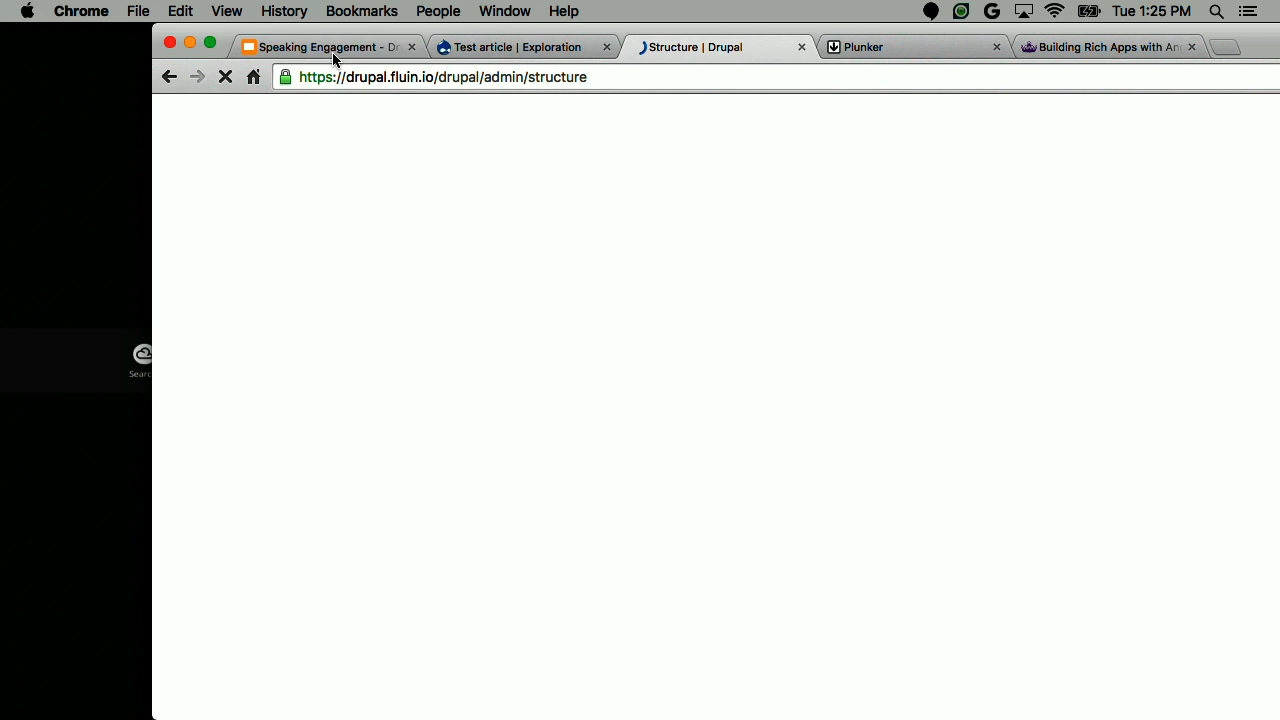 Chrome File Edit View History Bookmarks People Window Help Tue 1:25 PM
Speaking Engagement - Dr Test article | Exploration Structure | Drupal Plunker Building Rich Apps with An
https://drupal.fluin.io/drupal/admin/structure
Searc